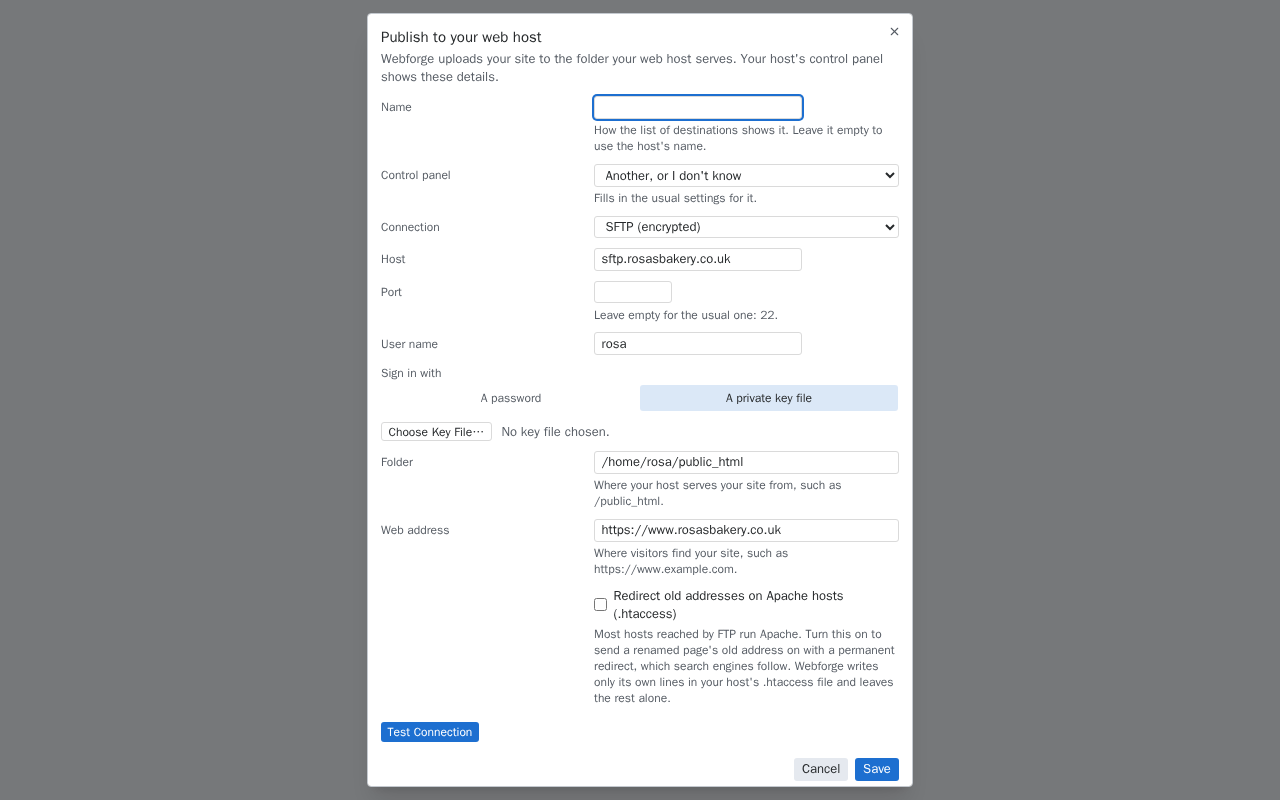 Publish to your web host
×
Webforge uploads your site to the folder your web host serves. Your host's control panel
shows these details.
Name
How the list of destinations shows it. Leave it empty to
use the host's name.
Control panel
Another, or I don't know
Fills in the usual settings for it.
Connection
SFTP (encrypted)
Host
sftp.rosasbakery.co.uk
Port
Leave empty for the usual one: 22.
User name
rosa
Sign in with
A password
A private key file
Choose Key File…
No key file chosen.
Folder
/home/rosa/public_html
Where your host serves your site from, such as
/public_html.
Web address
https://www.rosasbakery.co.uk
Where visitors find your site, such as
https://www.example.com.
Redirect old addresses on Apache hosts
(.htaccess)
Most hosts reached by FTP run Apache. Turn this on to
send a renamed page's old address on with a permanent
redirect, which search engines follow. Webforge writes
only its own lines in your host's .htaccess file and leaves
the rest alone.
Test Connection
Cancel
Save